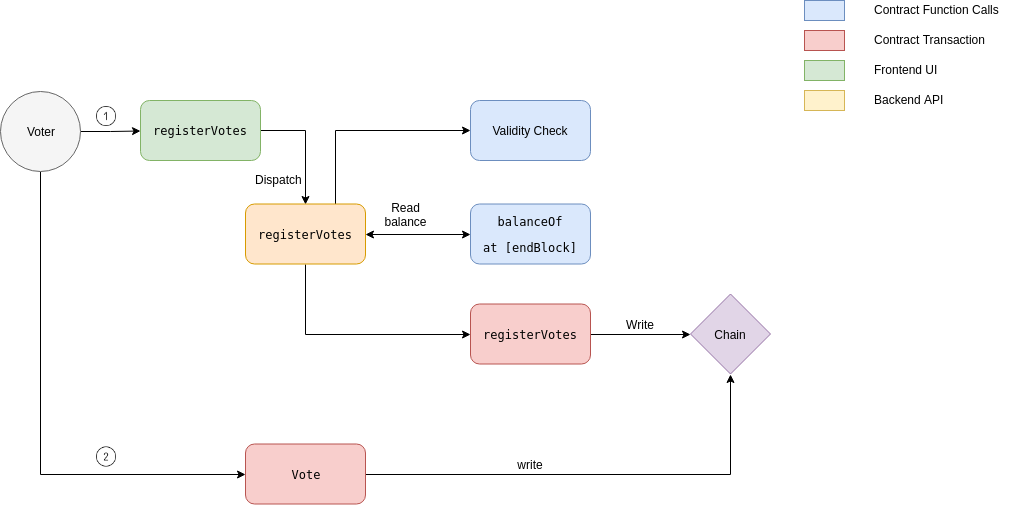 Contract Function Calls
Contract Transaction
Frontend UI
Backend API
1
Voter
registerVotes
Validity Check
Dispatch
Read
balance
registerVotes
balanceOf
at [endBlock]
registerVotes
Write
Chain
2
Vote
write